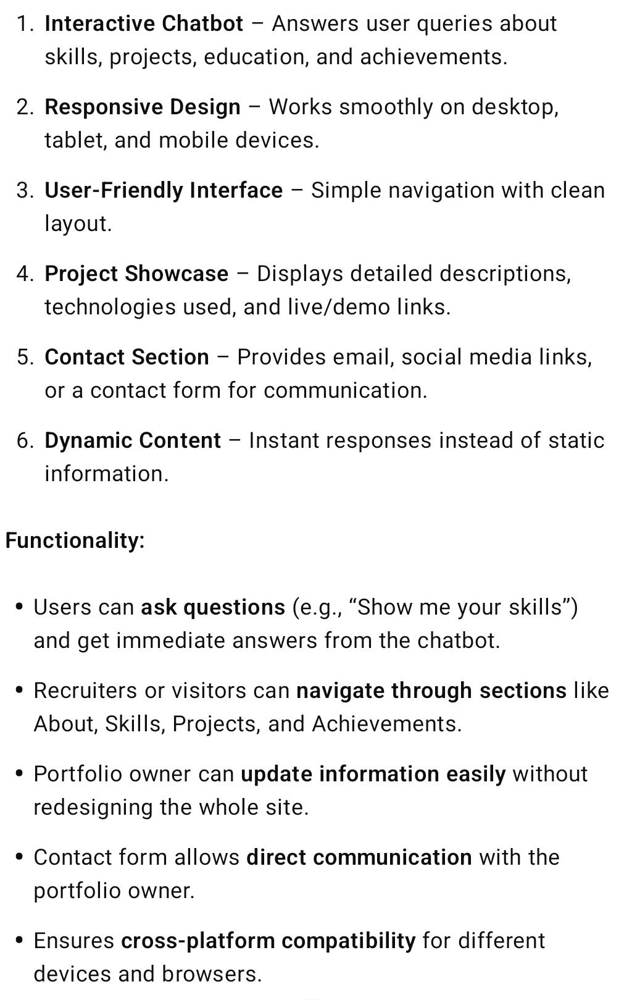 1. Interactive Chatbot – Answers user queries about
skills, projects, education, and achievements.
2. Responsive Design – Works smoothly on desktop,
tablet, and mobile devices.
3. User-Friendly Interface – Simple navigation with clean
layout.
4. Project Showcase – Displays detailed descriptions,
technologies used, and live/demo links.
5. Contact Section – Provides email, social media links,
or a contact form for communication.
6. Dynamic Content – Instant responses instead of static
information.
Functionality:
• Users can ask questions (e.g., “Show me your skills”)
and get immediate answers from the chatbot.
• Recruiters or visitors can navigate through sections like
About, Skills, Projects, and Achievements.
• Portfolio owner can update information easily without
redesigning the whole site.
• Contact form allows direct communication with the
portfolio owner.
• Ensures cross-platform compatibility for different
devices and browsers.